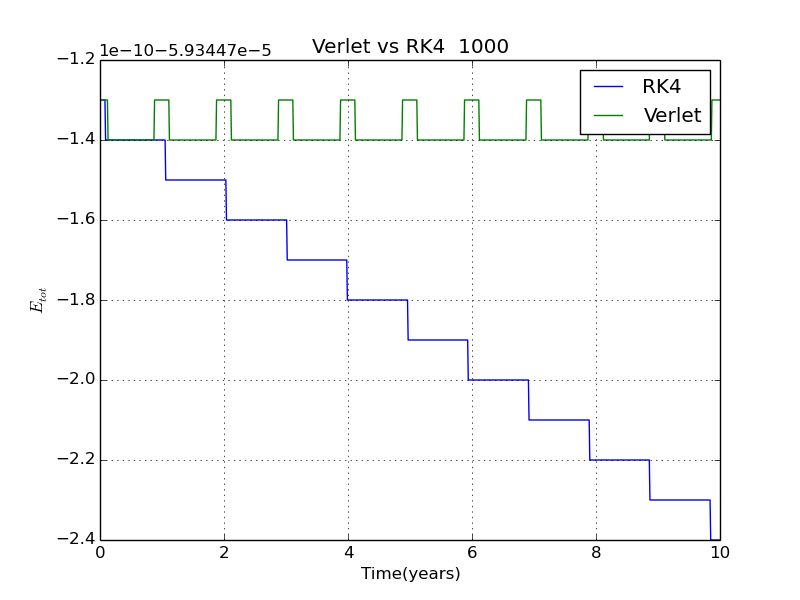 Verlet vs RK4 1000
1e−10−5.93447e−5
−1.2
−1.4
−1.6
−1.8
−2.0
−2.2
−2.4
E_tot
RK4
Verlet
0 2 4 6 8 10
Time(years)